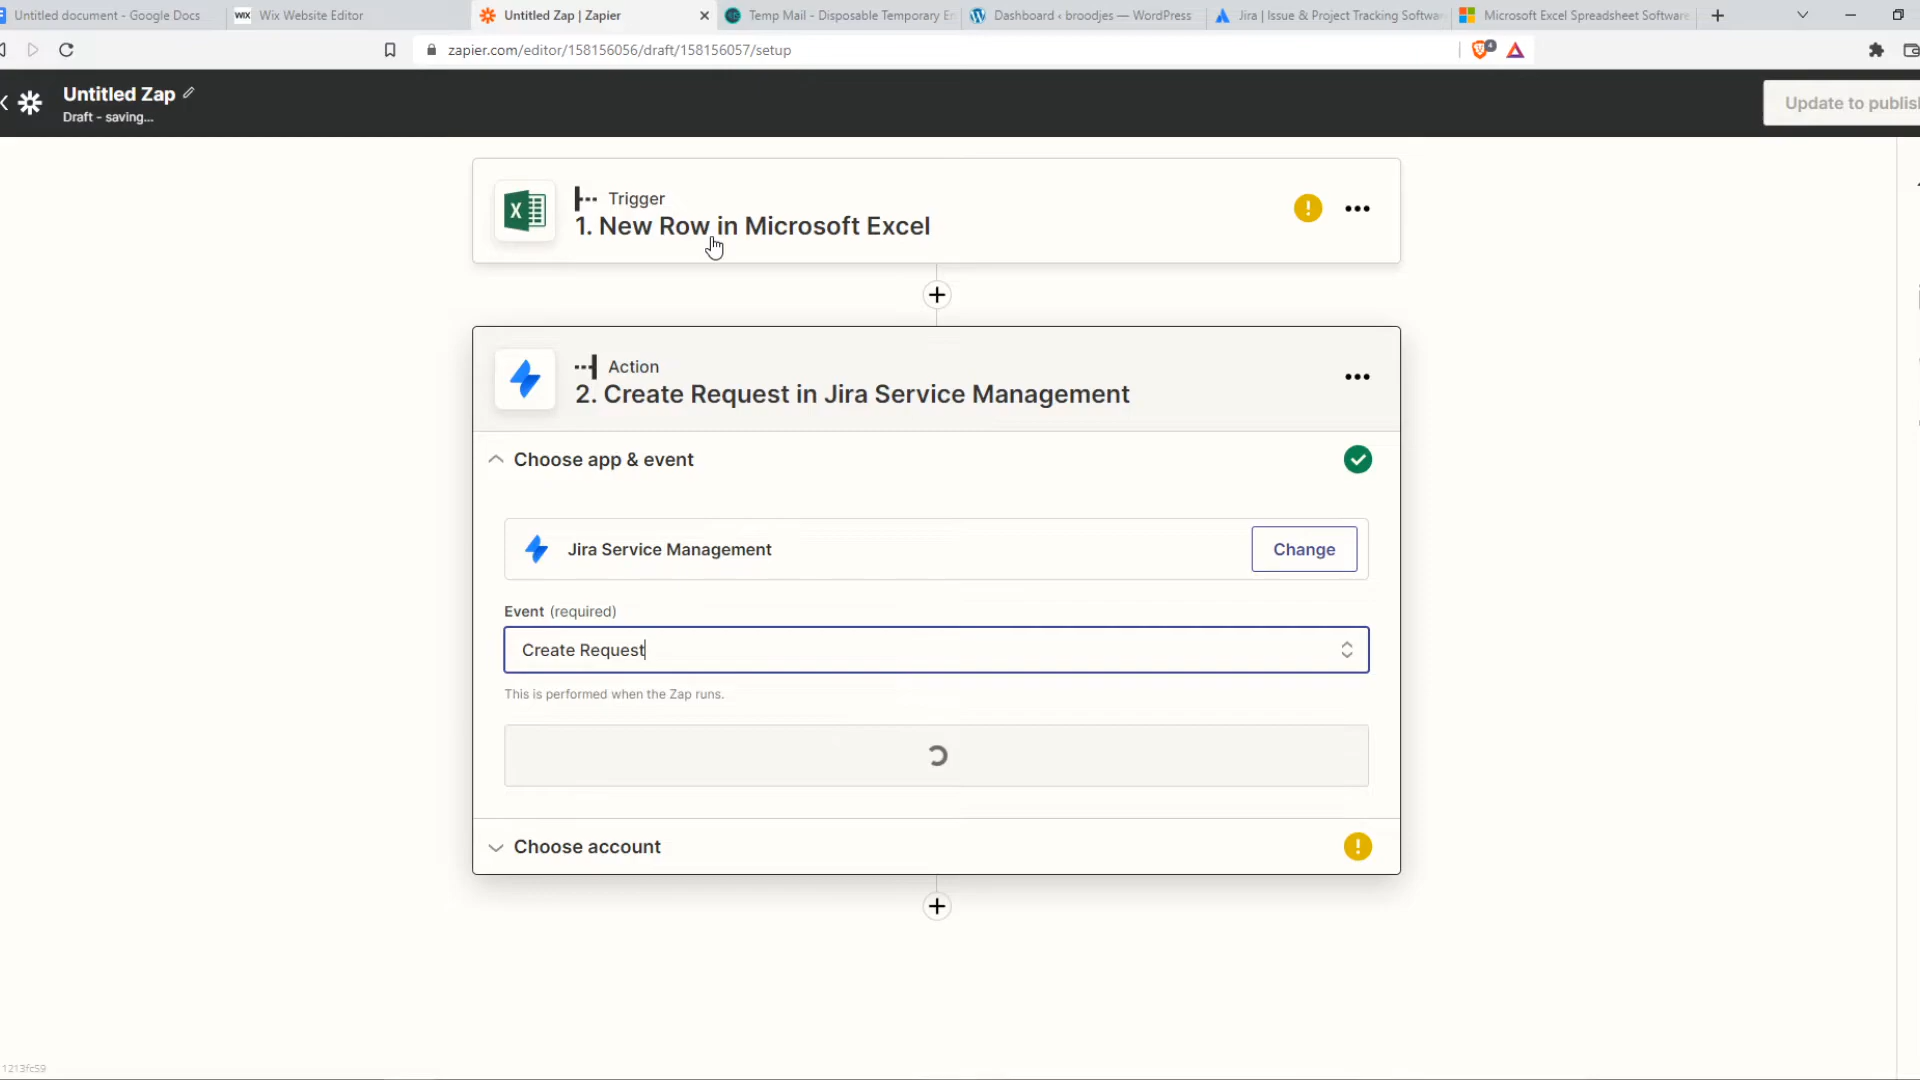 Untitled document - Google Docs
WIX Wix Website Editor
Untitled Zap | Zapier
Temp Mail - Disposable Temporary E
Dashboard ‹ broodjes — WordPress
Jira | Issue & Project Tracking Softwa
Microsoft Excel Spreadsheet Software
zapier.com/editor/158156056/draft/158156057/setup
4
Untitled Zap
Draft - saving...
Update to publis
Trigger
1. New Row in Microsoft Excel
Action
2. Create Request in Jira Service Management
Choose app & event
Jira Service Management
Change
Event (required)
Create Request
This is performed when the Zap runs.
Choose account
1213fc59